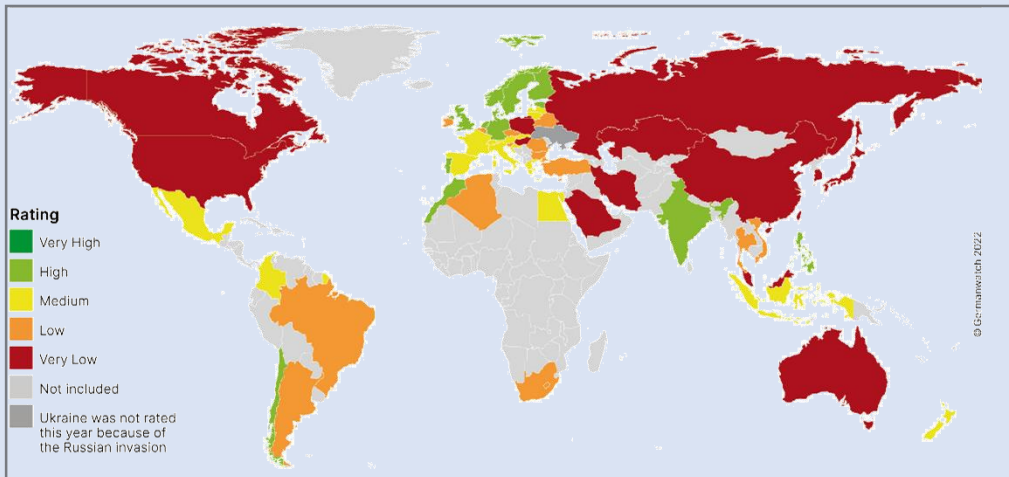 Rating
Very High
High
Medium
Low
Very Low
Not included
Ukraine was not rated
this year because of
the Russian invasion
© Germanwatch 2022